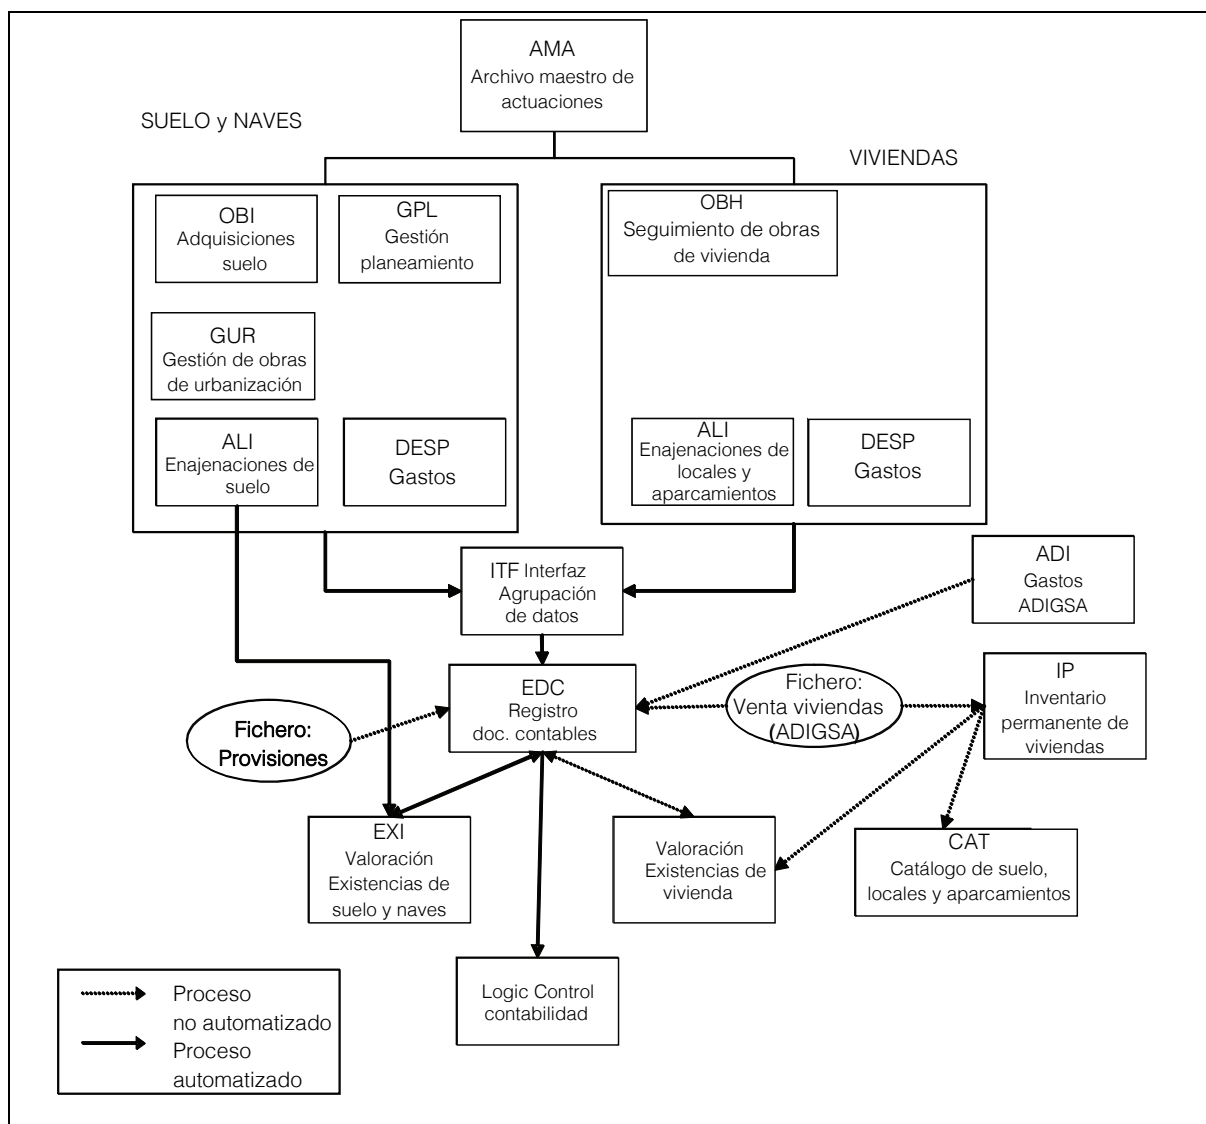 AMA
Archivo maestro de
actuaciones
SUELO y NAVES
VIVIENDAS
OBI
Adquisiciones
suelo
GPL
Gestión
planeamiento
OBH
Seguimiento de obras
de vivienda
GUR
Gestión de obras
de urbanización
ALI
Enajenaciones de
suelo
DESP
Gastos
ALI
Enajenaciones de
locales y
aparcamientos
DESP
Gastos
ITF Interfaz
Agrupación
de datos
ADI
Gastos
ADIGSA
EDC
Registro
doc. contables
Fichero:
Venta viviendas
(ADIGSA)
IP
Inventario
permanente de
viviendas
Fichero:
Provisiones
EXI
Valoración
Existencias de
suelo y naves
Valoración
Existencias de
vivienda
CAT
Catálogo de suelo,
locales y aparcamientos
Logic Control
contabilidad
Proceso
no automatizado
Proceso
automatizado